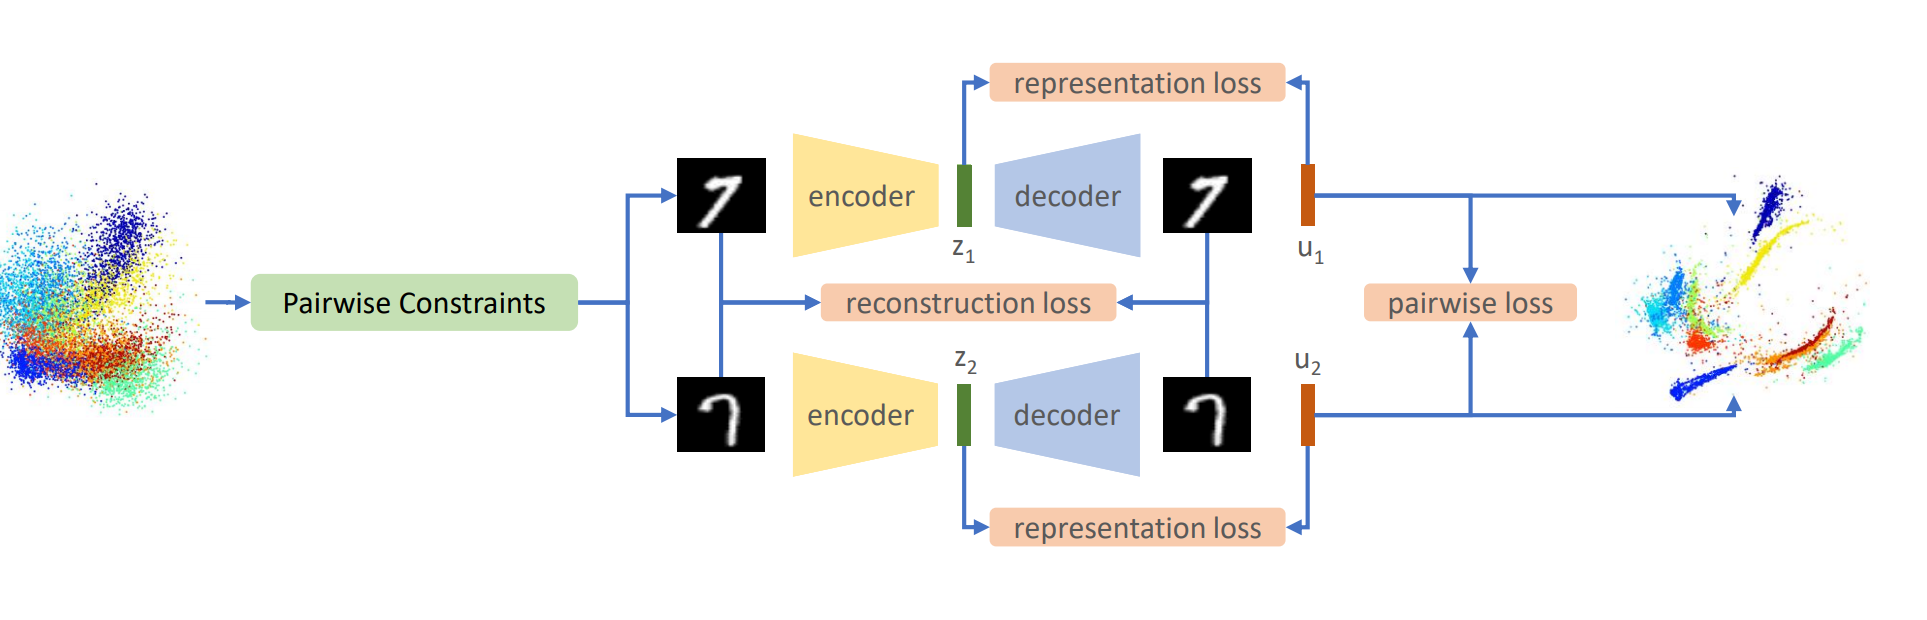 representation loss
encoder
decoder
z1
u1
Pairwise Constraints
reconstruction loss
pairwise loss
z2
u2
encoder
decoder
representation loss